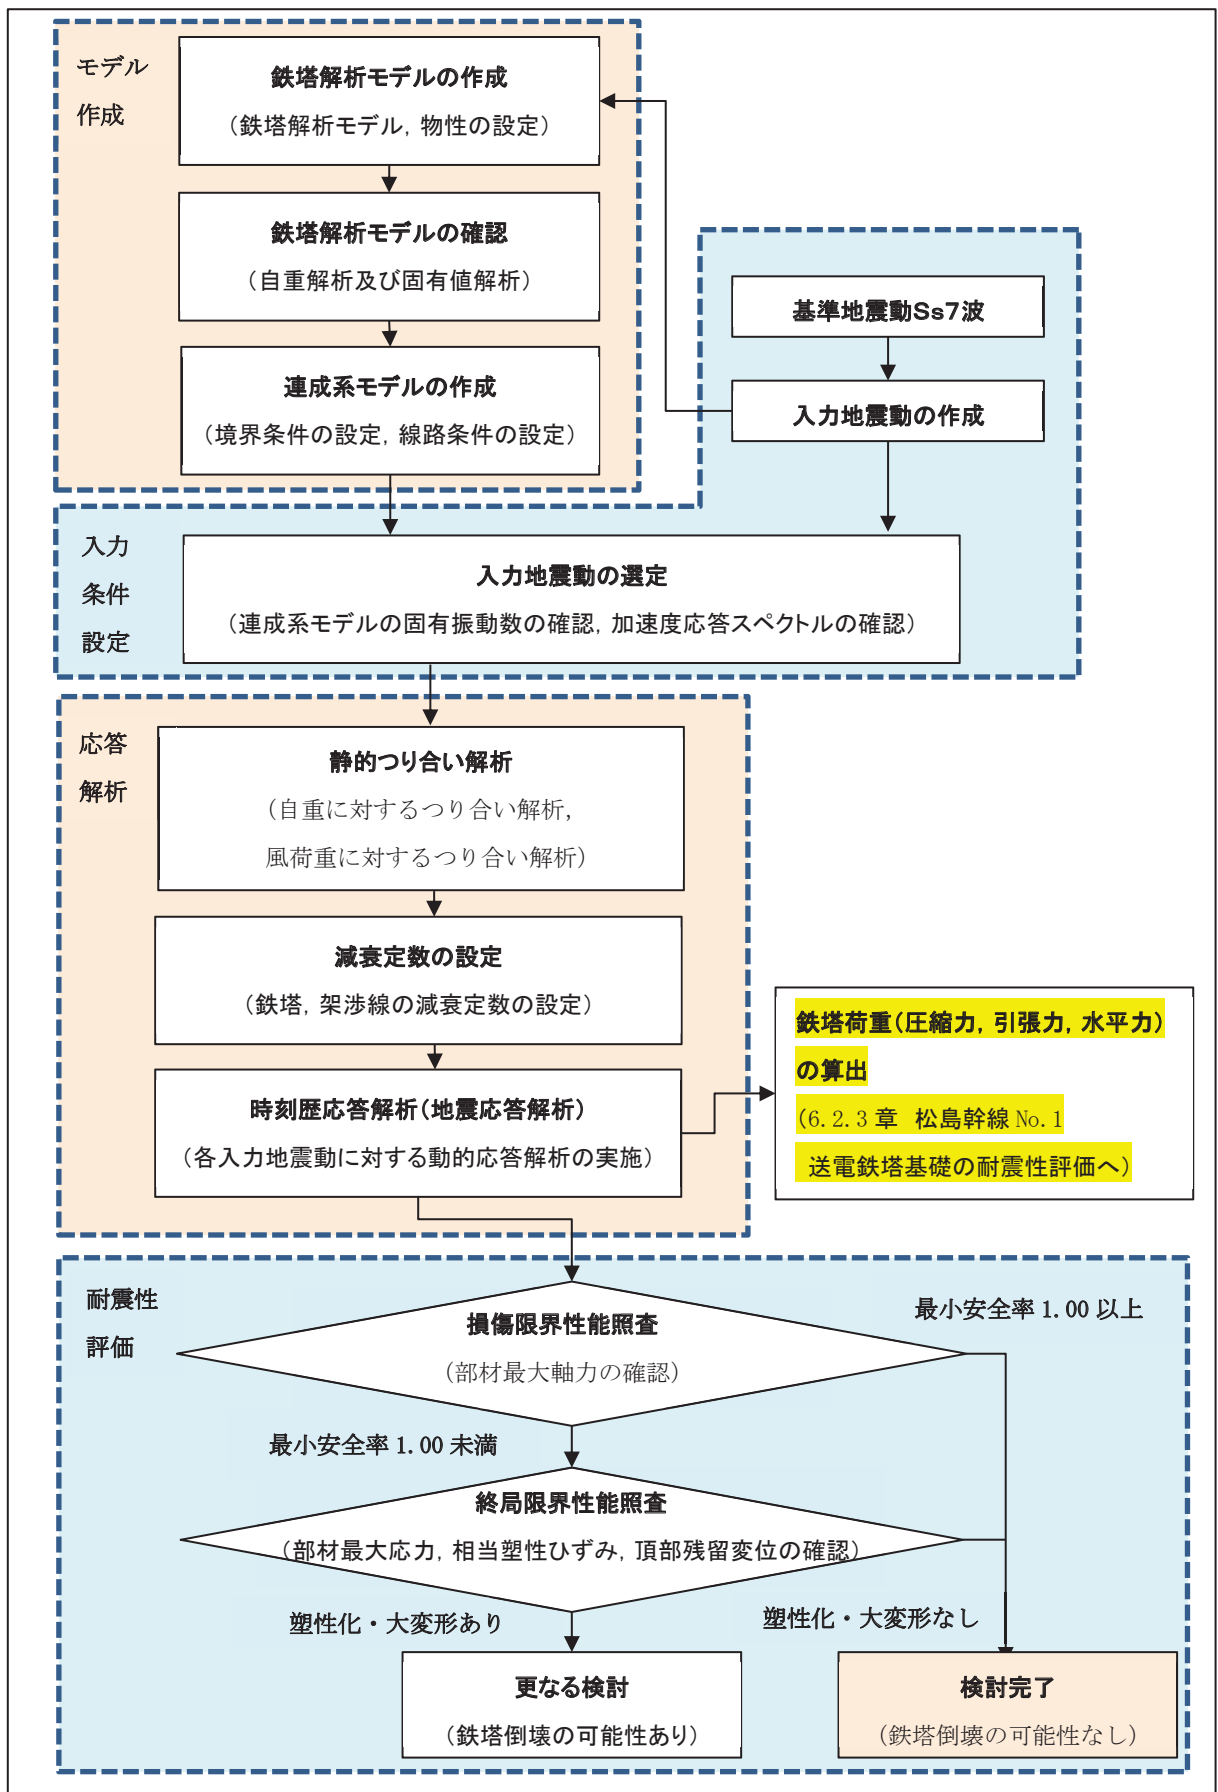 モデル
作成
鉄塔解析モデルの作成
（鉄塔解析モデル，物性の設定）
鉄塔解析モデルの確認
（自重解析及び固有値解析）
連成系モデルの作成
（境界条件の設定，線路条件の設定）
基準地震動Ss7波
入力地震動の作成
入力
条件
設定
入力地震動の選定
（連成系モデルの固有振動数の確認，加速度応答スペクトルの確認）
応答
解析
静的つり合い解析
（自重に対するつり合い解析，
風荷重に対するつり合い解析）
減衰定数の設定
（鉄塔，架渉線の減衰定数の設定）
時刻歴応答解析（地震応答解析）
（各入力地震動に対する動的応答解析の実施）
鉄塔荷重（圧縮力，引張力，水平力）
の算出
（6.2.3 章　松島幹線 No.1
送電鉄塔基礎の耐震性評価へ）
耐震性
評価
損傷限界性能照査
（部材最大軸力の確認）
最小安全率 1.00 以上
最小安全率 1.00 未満
終局限界性能照査
（部材最大応力，相当塑性ひずみ，頂部残留変位の確認）
塑性化・大変形あり
塑性化・大変形なし
更なる検討
（鉄塔倒壊の可能性あり）
検討完了
（鉄塔倒壊の可能性なし）